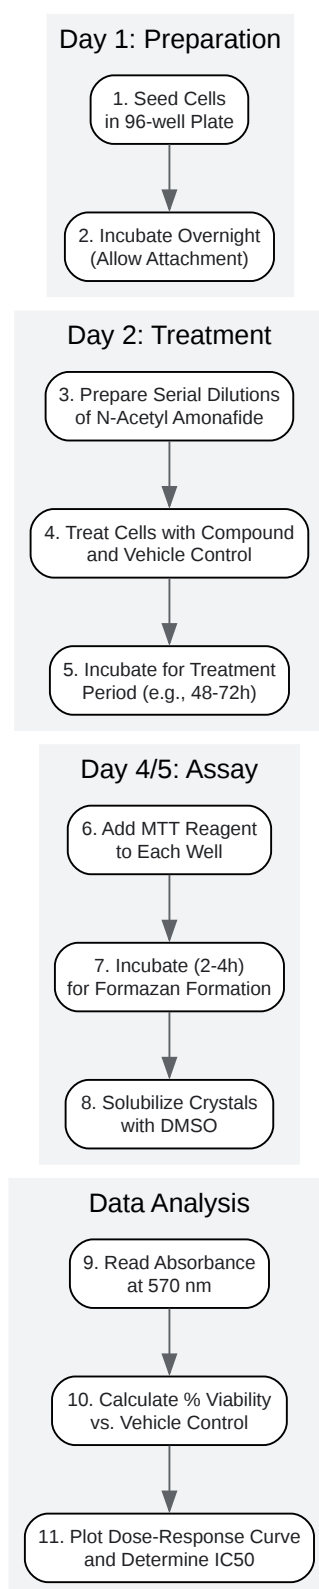 Day 1: Preparation
1. Seed Cells
in 96-well Plate
2. Incubate Overnight
(Allow Attachment)
Day 2: Treatment
3. Prepare Serial Dilutions
of N-Acetyl Amonafide
4. Treat Cells with Compound
and Vehicle Control
5. Incubate for Treatment
Period (e.g., 48-72h)
Day 4/5: Assay
6. Add MTT Reagent
to Each Well
7. Incubate (2-4h)
for Formazan Formation
8. Solubilize Crystals
with DMSO
Data Analysis
9. Read Absorbance
at 570 nm
10. Calculate % Viability
vs. Vehicle Control
11. Plot Dose-Response Curve
and Determine IC50